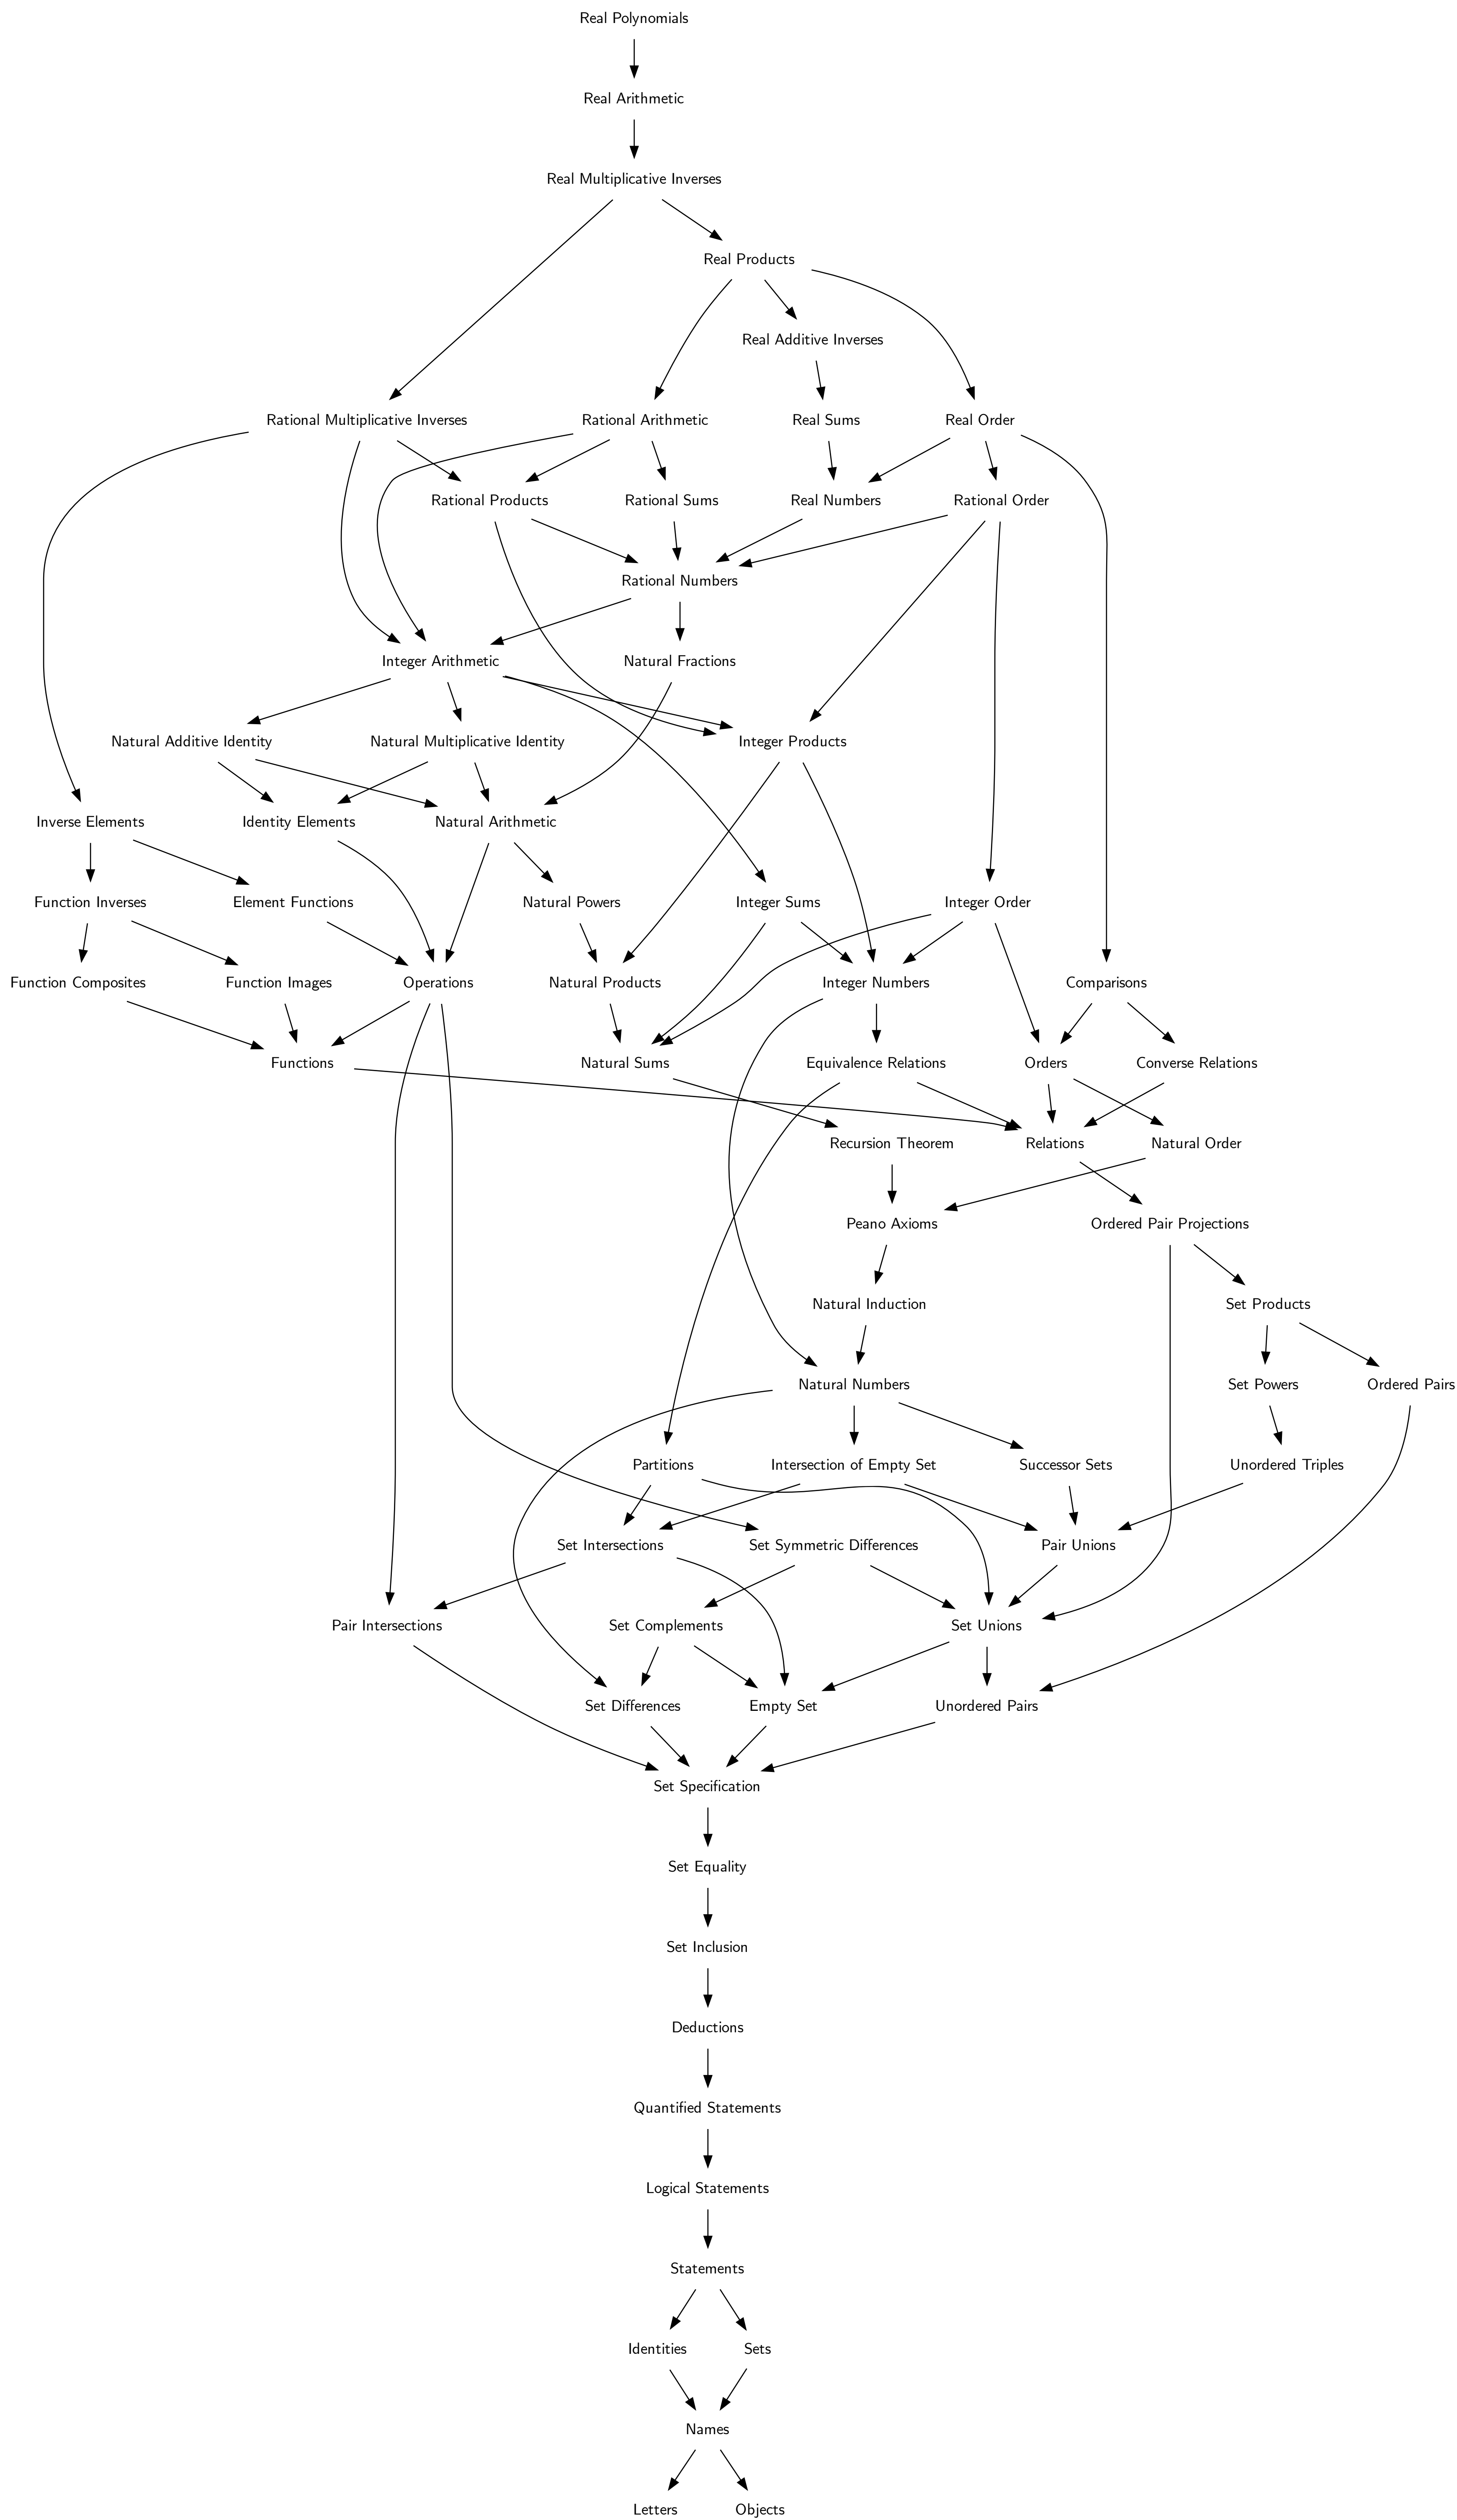 Real Polynomials
Real Arithmetic
Real Multiplicative Inverses
Real Products
Real Additive Inverses
Rational Multiplicative Inverses
Rational Arithmetic
Real Sums
Real Order
Rational Products
Rational Sums
Real Numbers
Rational Order
Rational Numbers
Integer Arithmetic
Natural Fractions
Natural Additive Identity
Natural Multiplicative Identity
Integer Products
Inverse Elements
Identity Elements
Natural Arithmetic
Function Inverses
Element Functions
Natural Powers
Integer Sums
Integer Order
Function Composites
Function Images
Operations
Natural Products
Integer Numbers
Comparisons
Functions
Natural Sums
Equivalence Relations
Orders
Converse Relations
Recursion Theorem
Relations
Natural Order
Peano Axioms
Ordered Pair Projections
Natural Induction
Set Products
Natural Numbers
Set Powers
Ordered Pairs
Partitions
Intersection of Empty Set
Successor Sets
Unordered Triples
Set Intersections
Set Symmetric Differences
Pair Unions
Pair Intersections
Set Complements
Set Unions
Set Differences
Empty Set
Unordered Pairs
Set Specification
Set Equality
Set Inclusion
Deductions
Quantified Statements
Logical Statements
Statements
Identities
Sets
Names
Letters
Objects